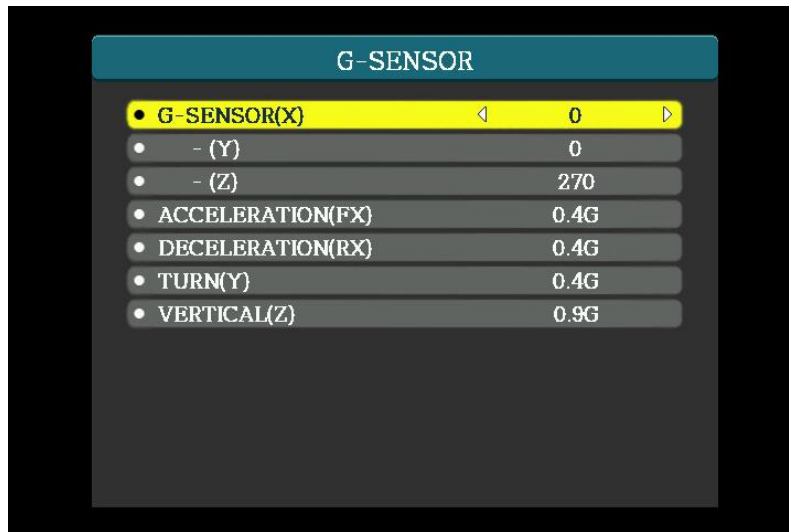 G-SENSOR
G-SENSOR(X) 0
- (Y) 0
- (Z) 270
ACCELERATION(FX) 0.4G
DECELERATION(RX) 0.4G
TURN(Y) 0.4G
VERTICAL(Z) 0.9G